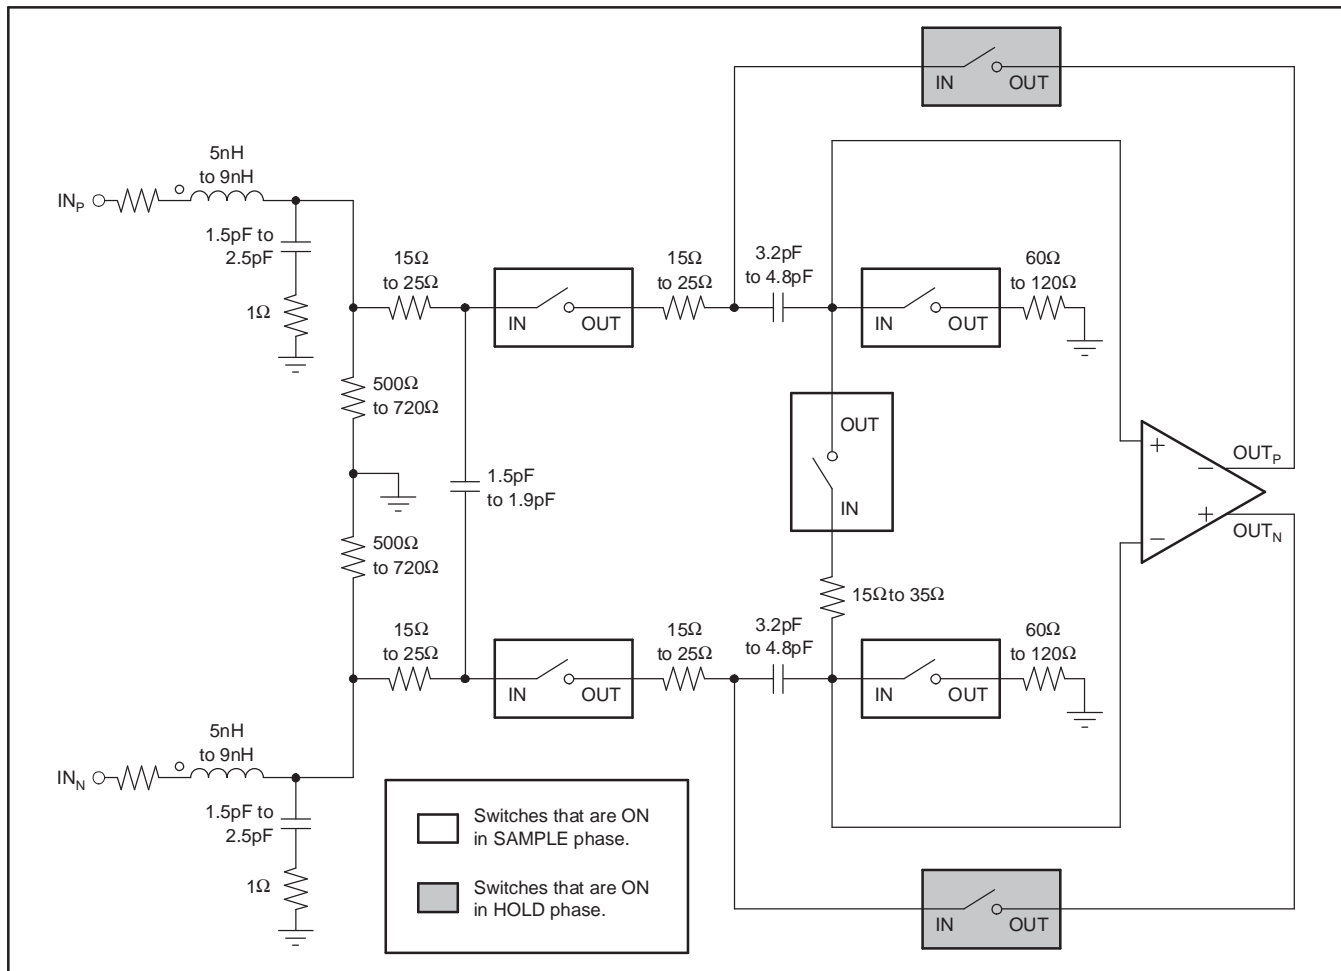 IN OUT
5nH
to 9nH
INP
1.5pF to
2.5pF
1Ω
15Ω
to 25Ω
IN OUT
15Ω
to 25Ω
3.2pF
to 4.8pF
IN OUT
60Ω
to 120Ω
500Ω
to 720Ω
OUT
IN
1.5pF
to 1.9pF
+
−
−
+
OUTP
OUTN
500Ω
to 720Ω
15Ω to 35Ω
15Ω
to 25Ω
IN OUT
15Ω
to 25Ω
3.2pF
to 4.8pF
IN OUT
60Ω
to 120Ω
5nH
to 9nH
INN
1.5pF to
2.5pF
1Ω
Switches that are ON
in SAMPLE phase.
Switches that are ON
in HOLD phase.
IN OUT